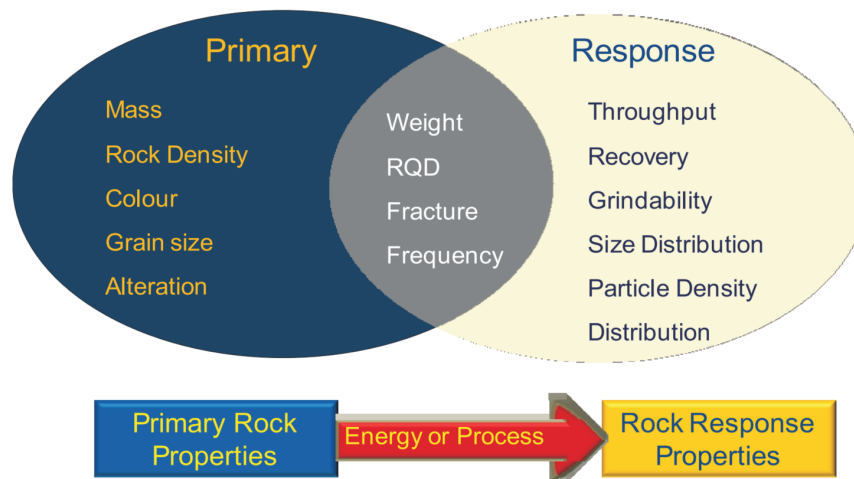 Primary
Mass
Rock Density
Colour
Grain size
Alteration
Weight
RQD
Fracture
Frequency
Response
Throughput
Recovery
Grindability
Size Distribution
Particle Density
Distribution
Primary Rock
Properties
Energy or Process
Rock Response
Properties